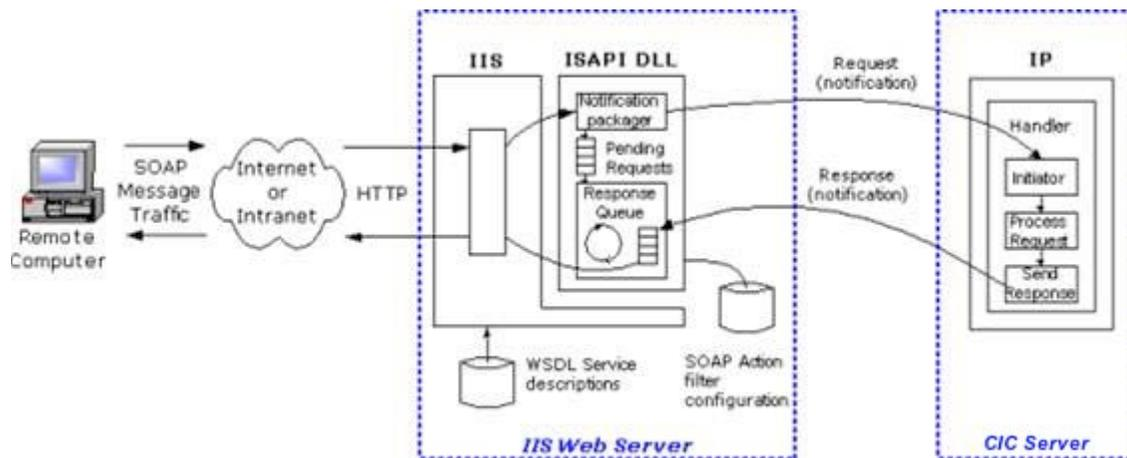 IIS
ISAPI DLL
IP
Request
(notification)
Notification
packager
Handler
SOAP
Message
Traffic
Internet
or
Intranet
HTTP
Pending
Requests
Response
(notification)
Initiator
Response
Queue
Process
Request
Remote
Computer
Send
Response
WSDL Service
descriptions
SOAP Action
filter
configuration
IIS Web Server
CIC Server